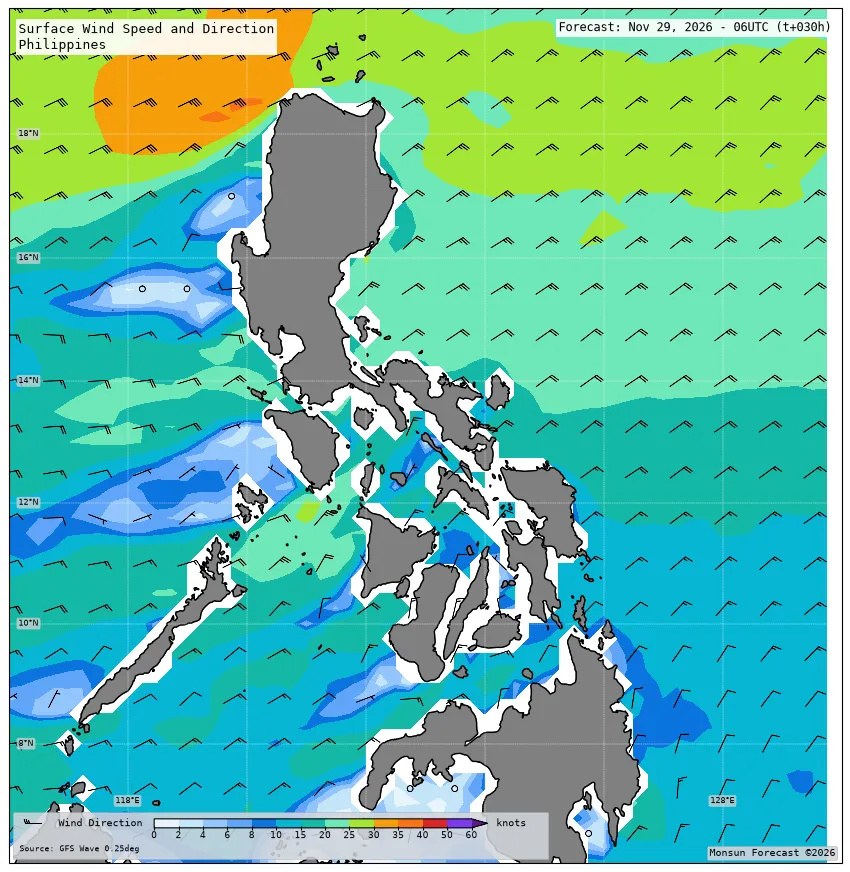 Surface Wind Speed and Direction
Philippines
Forecast: Nov 29, 2026 - 06UTC (t+030h)
18°N
16°N
14°N
12°N
10°N
8°N
118°E
128°E
Wind Direction
knots
0 2 4 6 8 10 15 20 25 30 35 40 50 60
Source: GFS Wave 0.25deg
Monsun Forecast ©2026